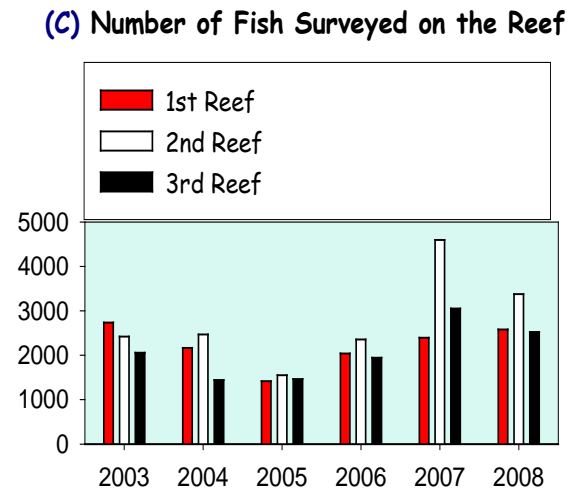 (C) Number of Fish Surveyed on the Reef
1st Reef
2nd Reef
3rd Reef
5000
4000
3000
2000
1000
0
2003 2004 2005 2006 2007 2008